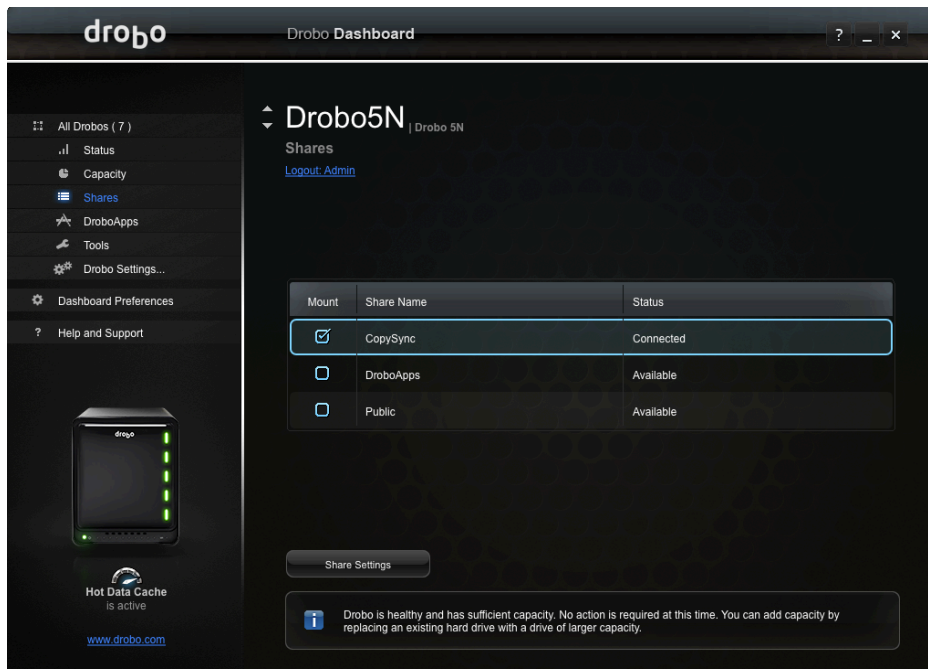 drobo
Drobo Dashboard
? _ x
All Drobos ( 7 )
Status
Capacity
Shares
DroboApps
Tools
Drobo Settings...
Dashboard Preferences
? Help and Support
drobo
Hot Data Cache
is active
www.drobo.com
Drobo5N | Drobo 5N
Shares
Logout: Admin
Mount Share Name Status
CopySync Connected
DroboApps Available
Public Available
Share Settings
i Drobo is healthy and has sufficient capacity. No action is required at this time. You can add capacity by
replacing an existing hard drive with a drive of larger capacity.